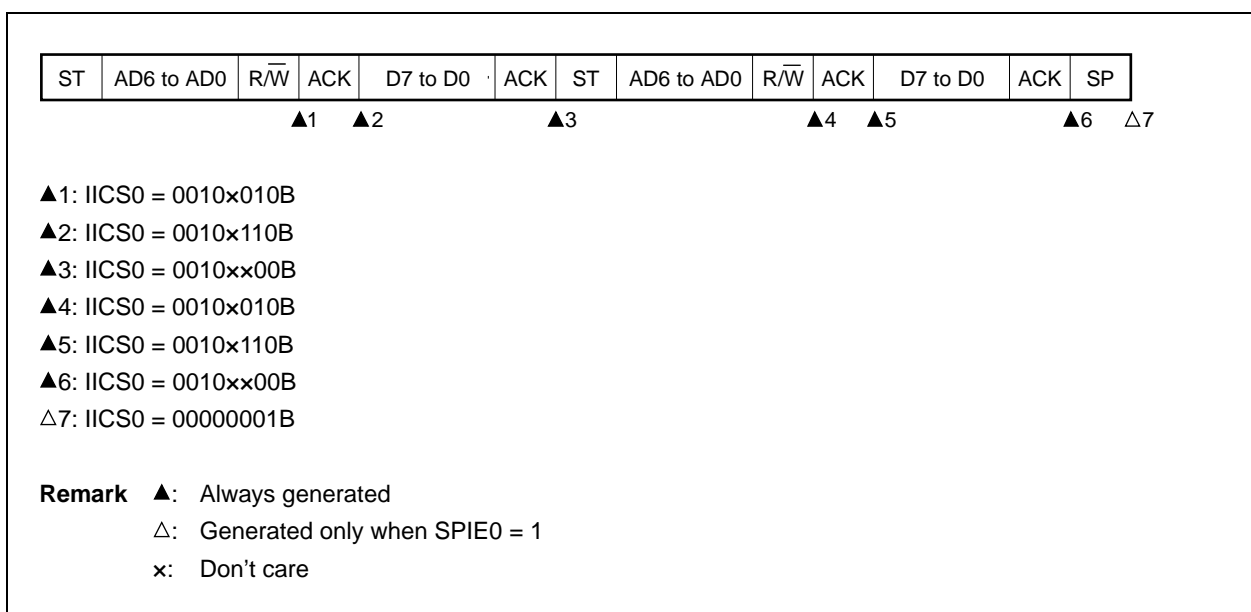 ST AD6 to AD0 R/W̅ ACK D7 to D0 ACK ST AD6 to AD0 R/W̅ ACK D7 to D0 ACK SP
▲1 ▲2 ▲3 ▲4 ▲5 ▲6 △7
▲1: IICS0 = 0010×010B
▲2: IICS0 = 0010×110B
▲3: IICS0 = 0010××00B
▲4: IICS0 = 0010×010B
▲5: IICS0 = 0010×110B
▲6: IICS0 = 0010××00B
△7: IICS0 = 00000001B
Remark ▲: Always generated
△: Generated only when SPIE0 = 1
×: Don't care